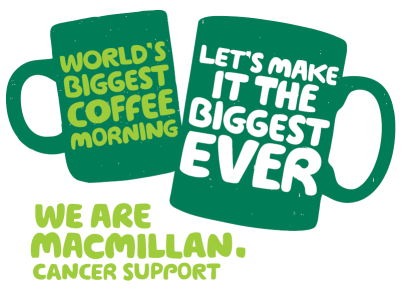 WORLD'S
BIGGEST
COFFEE
MORNING
LET'S MAKE
IT THE
BIGGEST
EVER
WE ARE
MACMILLAN.
CANCER SUPPORT